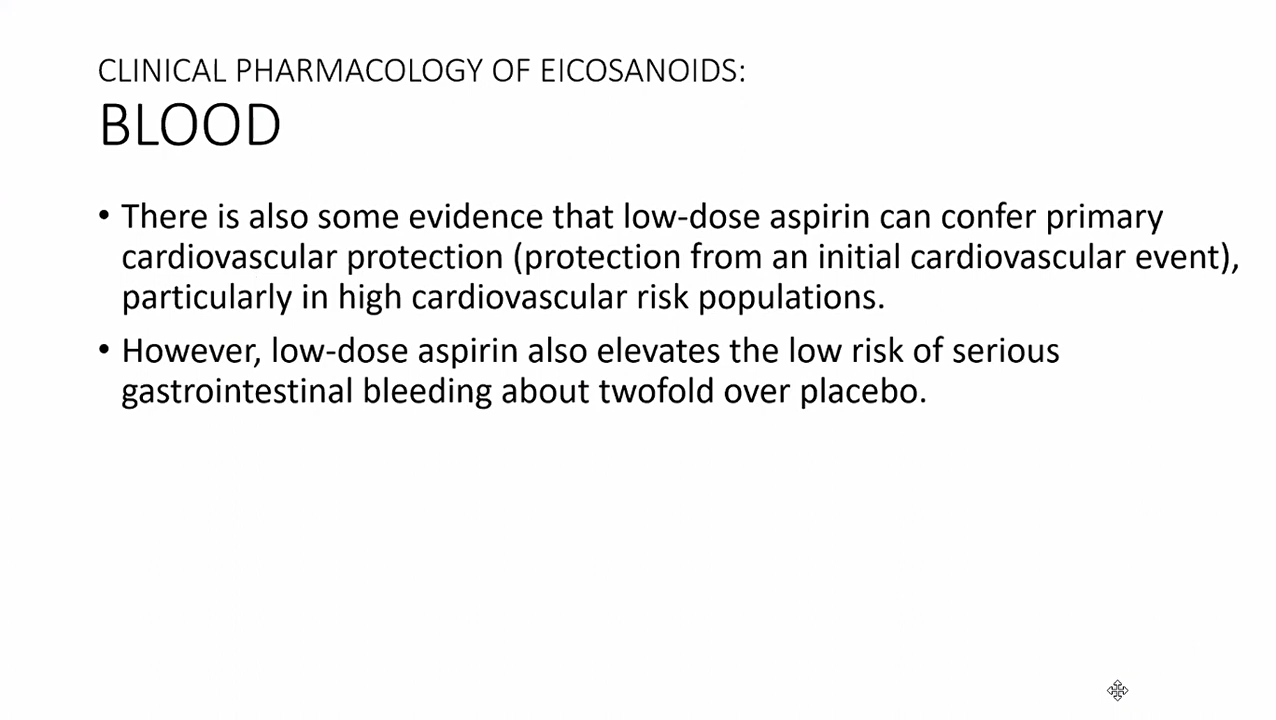 CLINICAL PHARMACOLOGY OF EICOSANOIDS:
BLOOD
• There is also some evidence that low-dose aspirin can confer primary
cardiovascular protection (protection from an initial cardiovascular event),
particularly in high cardiovascular risk populations.
• However, low-dose aspirin also elevates the low risk of serious
gastrointestinal bleeding about twofold over placebo.